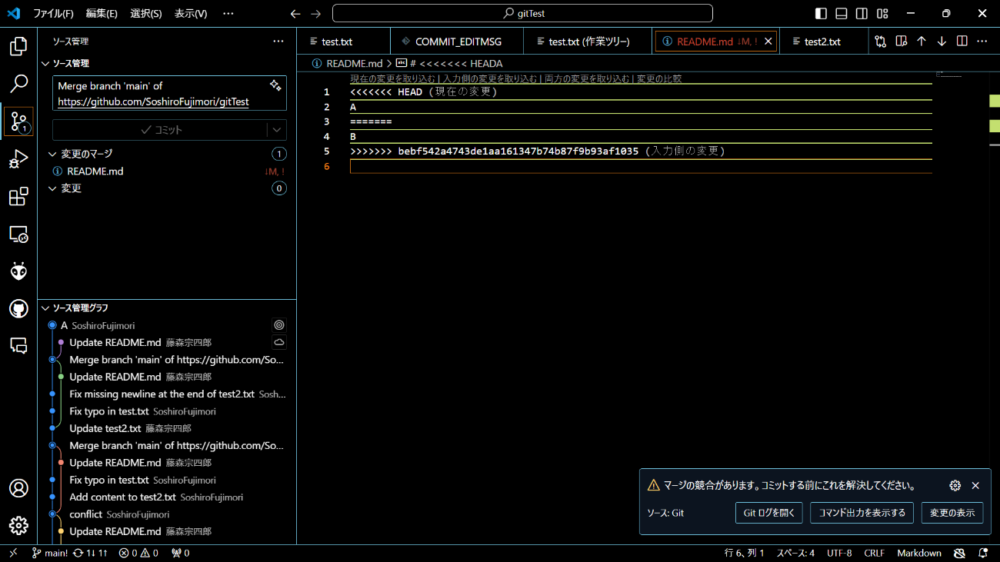 ファイル(F) 編集(E) 選択(S) 表示(V) ··· gitTest
ソース管理 ···
ソース管理
Merge branch 'main' of
https://github.com/SoshiroFujimori/gitTest
1
コミット
変更のマージ 1
README.md ↓M, !
変更 0
ソース管理グラフ
A SoshiroFujimori
Update README.md 藤森宗四郎
Merge branch 'main' of https://github.com/So...
Update README.md 藤森宗四郎
Fix missing newline at the end of test2.txt Sosh...
Fix typo in test.txt SoshiroFujimori
Update test2.txt 藤森宗四郎
Merge branch 'main' of https://github.com/So...
Update README.md 藤森宗四郎
Fix typo in test.txt SoshiroFujimori
Add content to test2.txt SoshiroFujimori
conflict SoshiroFujimori
Update README.md 藤森宗四郎
test.txt COMMIT_EDITMSG test.txt (作業ツリー) README.md ↓M, ! test2.txt ···
README.md > # <<<<<<< HEADA
現在の変更を取り込む | 入力側の変更を取り込む | 両方の変更を取り込む | 変更の比較
1 <<<<<<< HEAD (現在の変更)
2 A
3 =======
4 B
5 >>>>>>> bebf542a4743de1aa161347b74b87f9b93af1035 (入力側の変更)
6
マージの競合があります。コミットする前にこれを解決してください。
ソース: Git Git ログを開く コマンド出力を表示する 変更の表示
main! 1↓ 1↑ 0 0 0 行 6、列 1 スペース: 4 UTF-8 CRLF Markdown